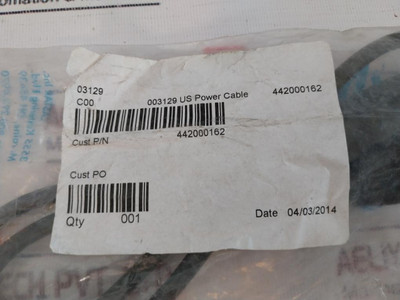 03129
C00
003129 US Power Cable
442000162
Cust P/N
442000162
Cust PO
Qty
001
Date 04/03/2014